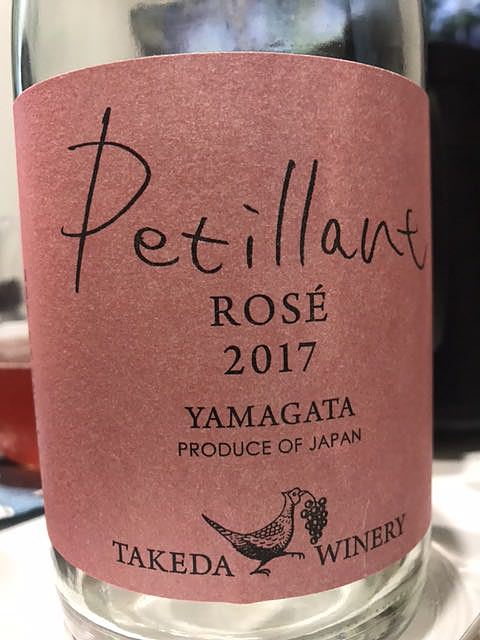 Petillant
ROSÉ
2017
YAMAGATA
PRODUCE OF JAPAN
TAKEDA WINERY